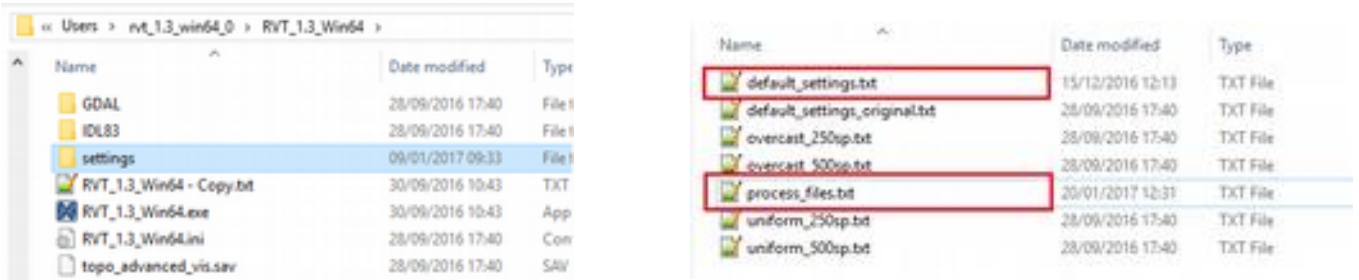 « Users > rvt_1.3_win64_0 > RVT_1.3_Win64 >
Name Date modified Type
GDAL 28/09/2016 17:40 File
IDL83 28/09/2016 17:40 File
settings 09/01/2017 09:33 File
RVT_1.3_Win64 - Copy.txt 30/09/2016 10:43 TXT
RVT_1.3_Win64.exe 30/09/2016 10:43 App
RVT_1.3_Win64.ini 28/09/2016 17:40 Con
topo_advanced_vis.sav 28/09/2016 17:40 SAV
Name Date modified Type
default_settings.txt 15/12/2016 12:13 TXT File
default_settings_original.txt 28/09/2016 17:40 TXT File
overcast_250sp.txt 28/09/2016 17:40 TXT File
overcast_500sp.txt 28/09/2016 17:40 TXT File
process_files.txt 20/01/2017 12:31 TXT File
uniform_250sp.txt 28/09/2016 17:40 TXT File
uniform_500sp.txt 28/09/2016 17:40 TXT File